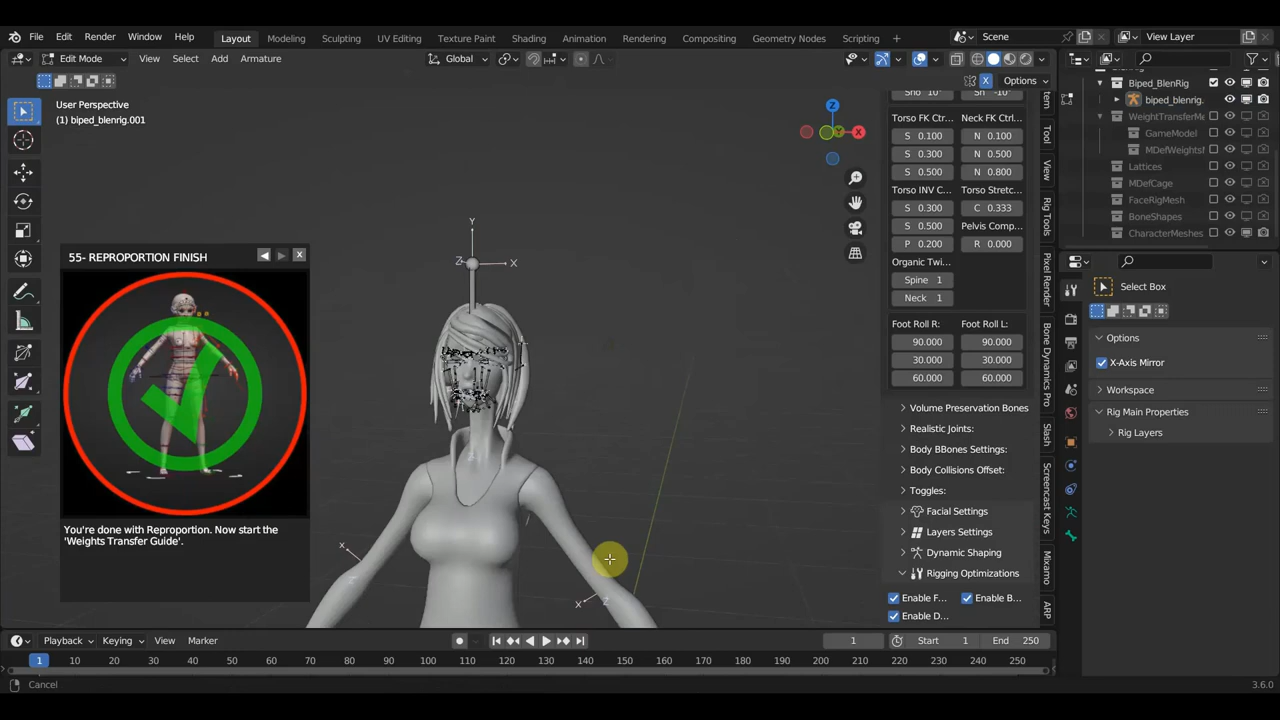 File Edit Render Window Help Layout Modeling Sculpting UV Editing Texture Paint Shading Animation Rendering Compositing Geometry Nodes Scripting + Scene View Layer
Edit Mode View Select Add Armature Global
X Options
User Perspective
(1) biped_blenrig.001
55- REPROPORTION FINISH
You're done with Reproportion. Now start the
'Weights Transfer Guide'.
Z
X
Y
Y
Z
X
x
x
z
Torso FK Ctr... Neck FK Ctrl...
S 0.100 N 0.100
S 0.300 N 0.500
S 0.500 N 0.800
Torso INV C... Torso Stretc...
S 0.300 C 0.333
S 0.500 Pelvis Comp...
P 0.200 R 0.000
Organic Twi...
Spine 1
Neck 1
Foot Roll R: Foot Roll L:
90.000 90.000
30.000 30.000
60.000 60.000
Volume Preservation Bones
Realistic Joints:
Body BBones Settings:
Body Collisions Offset:
Toggles:
Facial Settings
Layers Settings
Dynamic Shaping
Rigging Optimizations
Enable F... Enable B...
Enable D...
Tool
View
Rig Tools
Pixel Render
Bone Dynamics Pro
Slash
Screencast Keys
Mixamo
ARP
Biped_BlenRig
biped_blenrig.
WeightTransferMe
GameModel
MDefWeightsT
Lattices
MDefCage
FaceRigMesh
BoneShapes
CharacterMeshes
Select Box
Options
X-Axis Mirror
Workspace
Rig Main Properties
Rig Layers
Playback Keying View Marker 1 Start 1 End 250
1 10 20 30 40 50 60 70 80 90 100 110 120 130 140 150 160 170 180 190 200 210 220 230 240 250
Cancel 3.6.0